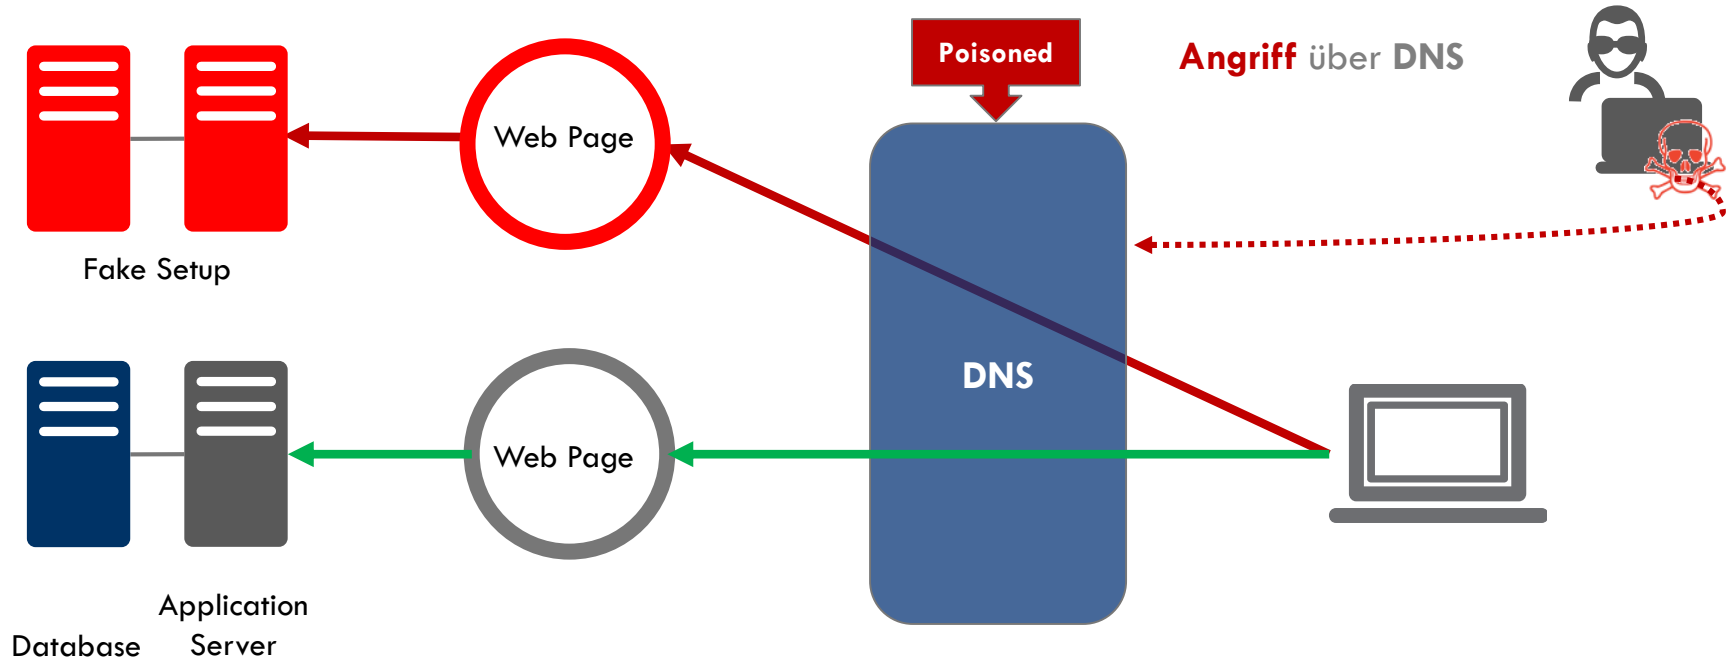 Poisoned
Angriff über DNS
Web Page
Fake Setup
DNS
Web Page
Application
Server
Database